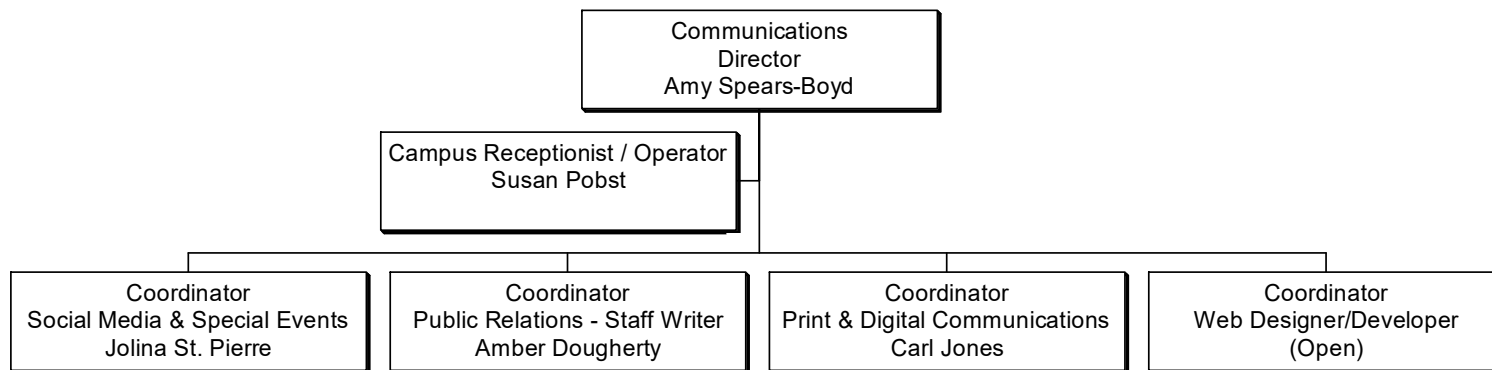 Communications
Director
Amy Spears-Boyd
Campus Receptionist / Operator
Susan Pobst
Coordinator
Social Media & Special Events
Jolina St. Pierre
Coordinator
Public Relations - Staff Writer
Amber Dougherty
Coordinator
Print & Digital Communications
Carl Jones
Coordinator
Web Designer/Developer
(Open)